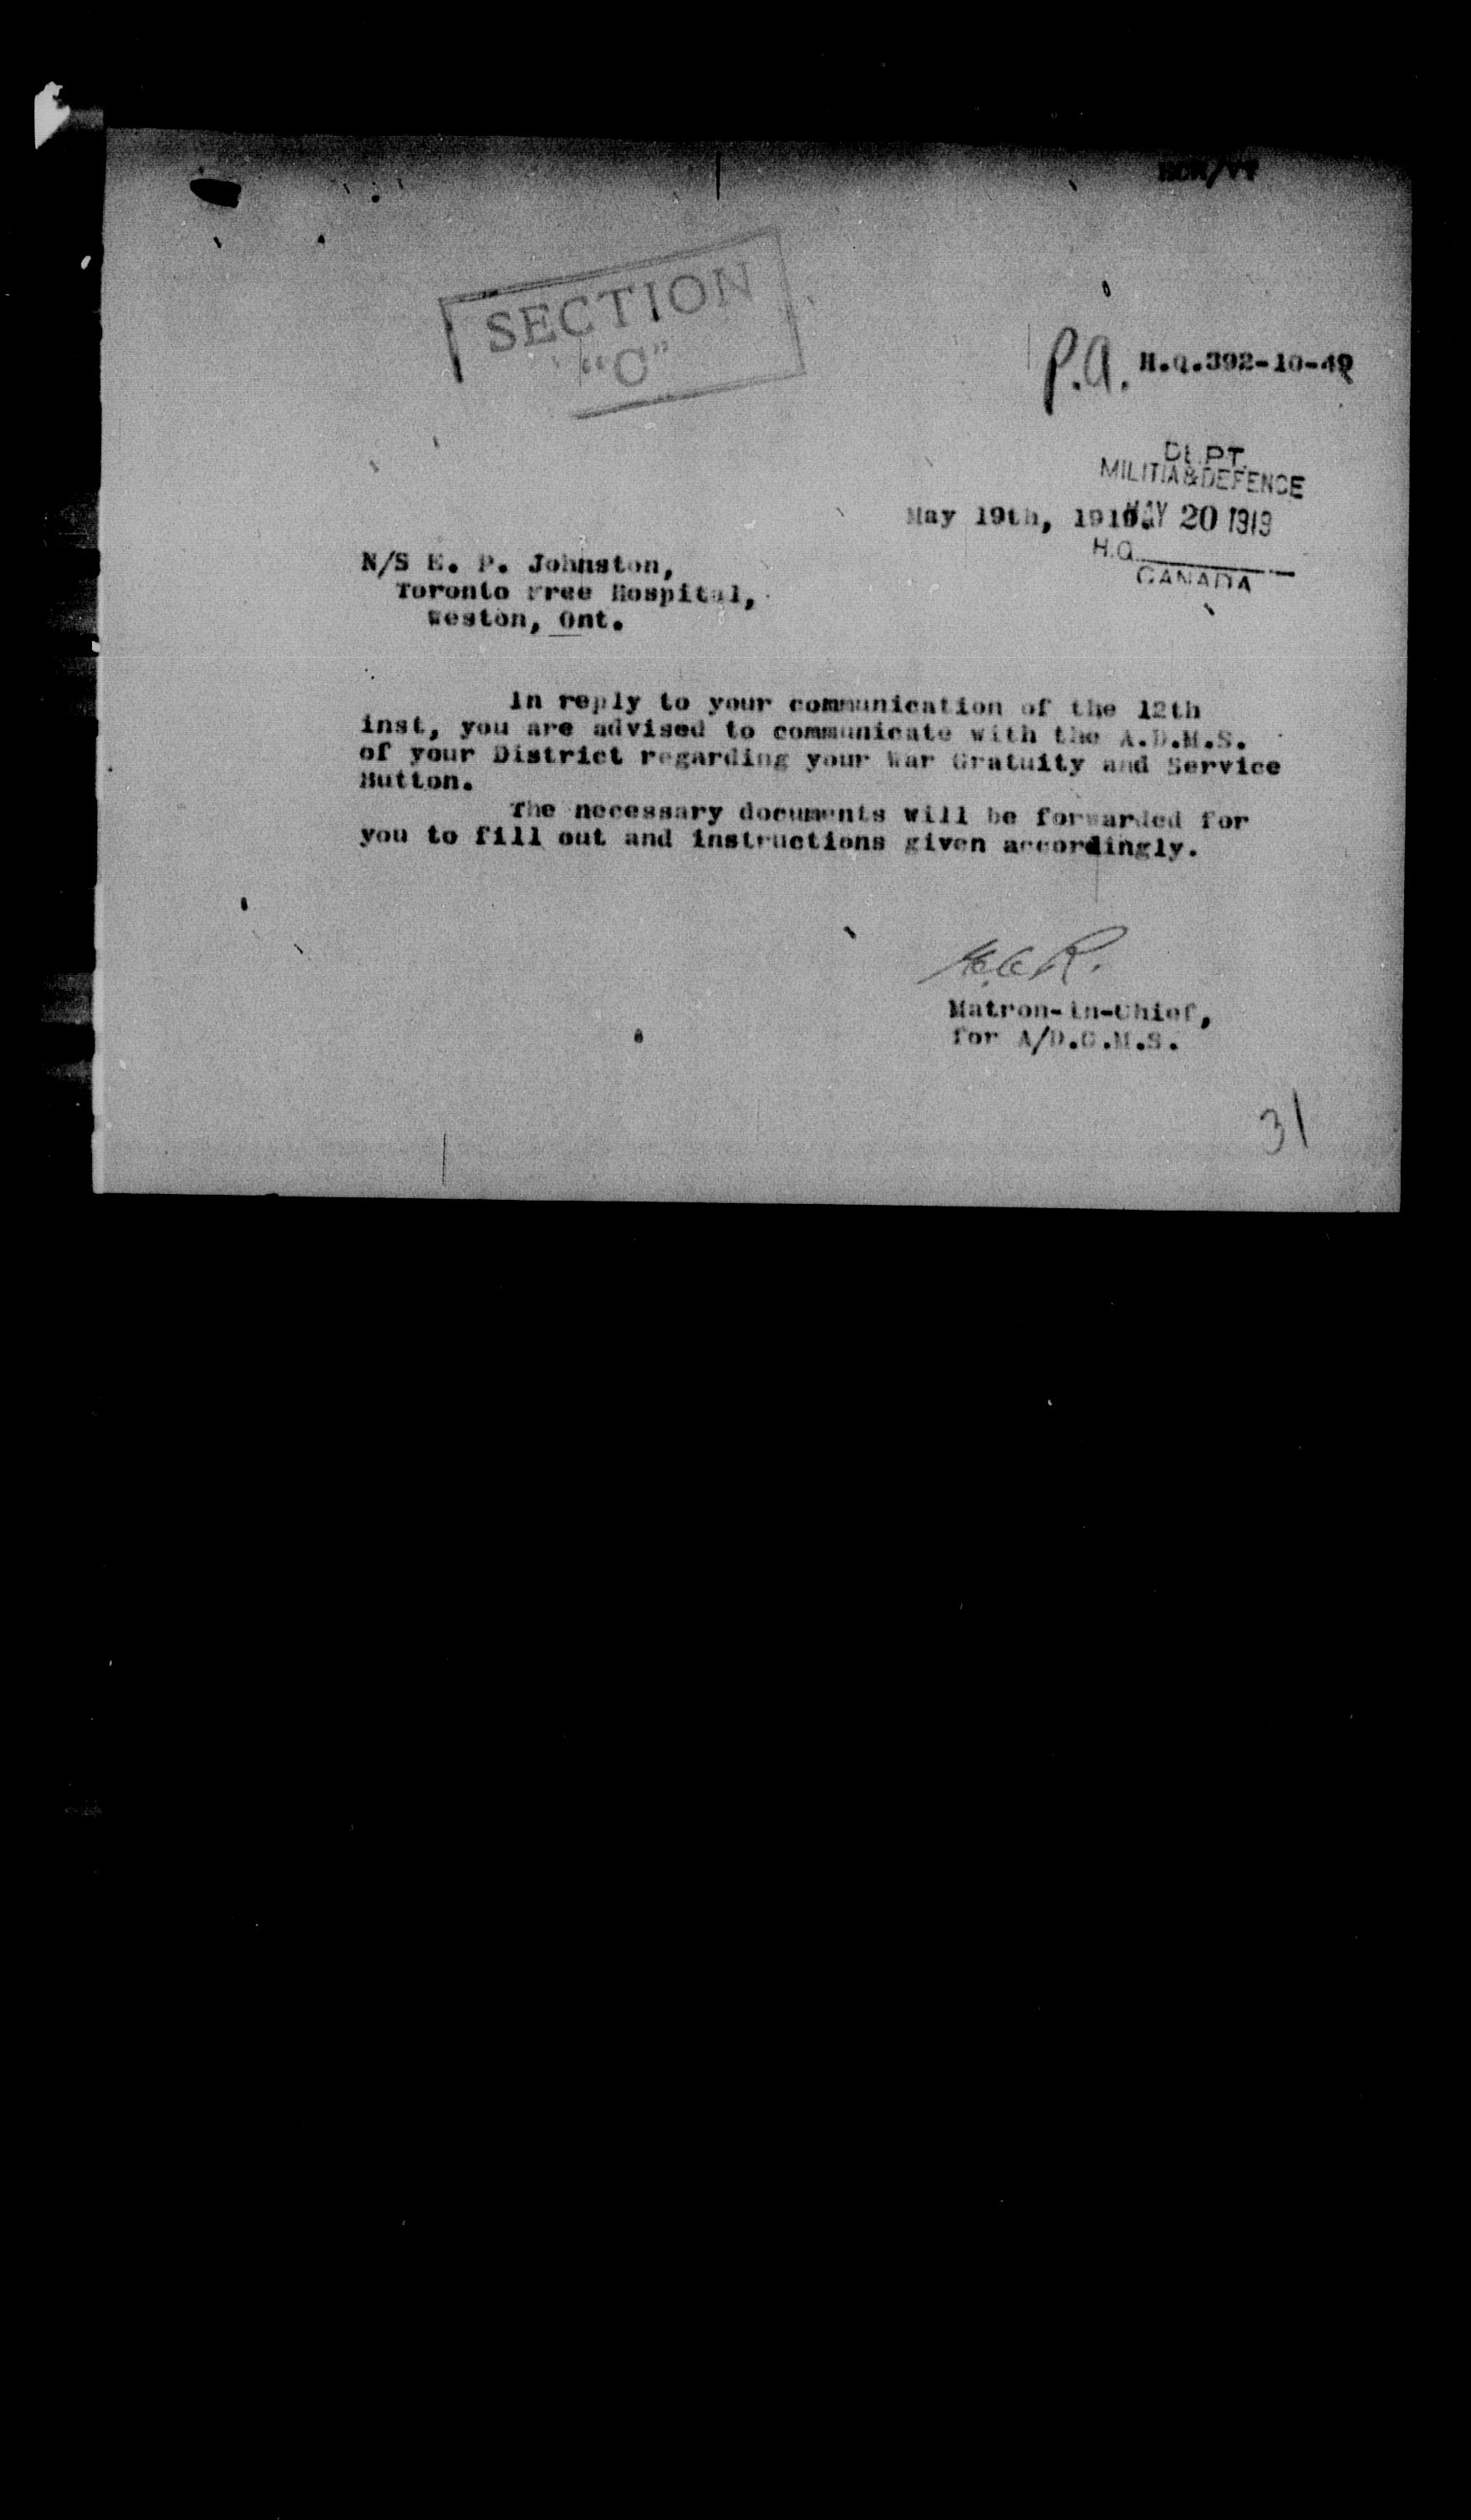 SECTION
"C"
P.A. H.Q.392-10-49
DEPT.
MILITIA & DEFENCE
May 19th, 1919. MAY 20 1919
H.Q.
CANADA
N/S E. P. Johnston,
Toronto Free Hospital,
Weston, Ont.
In reply to your communication of the 12th
inst, you are advised to communicate with the A.D.M.S.
of your District regarding your War Gratuity and Service
Button.
The necessary documents will be forwarded for
you to fill out and instructions given accordingly.
Matron-in-Chief,
for A/D.G.M.S.
31